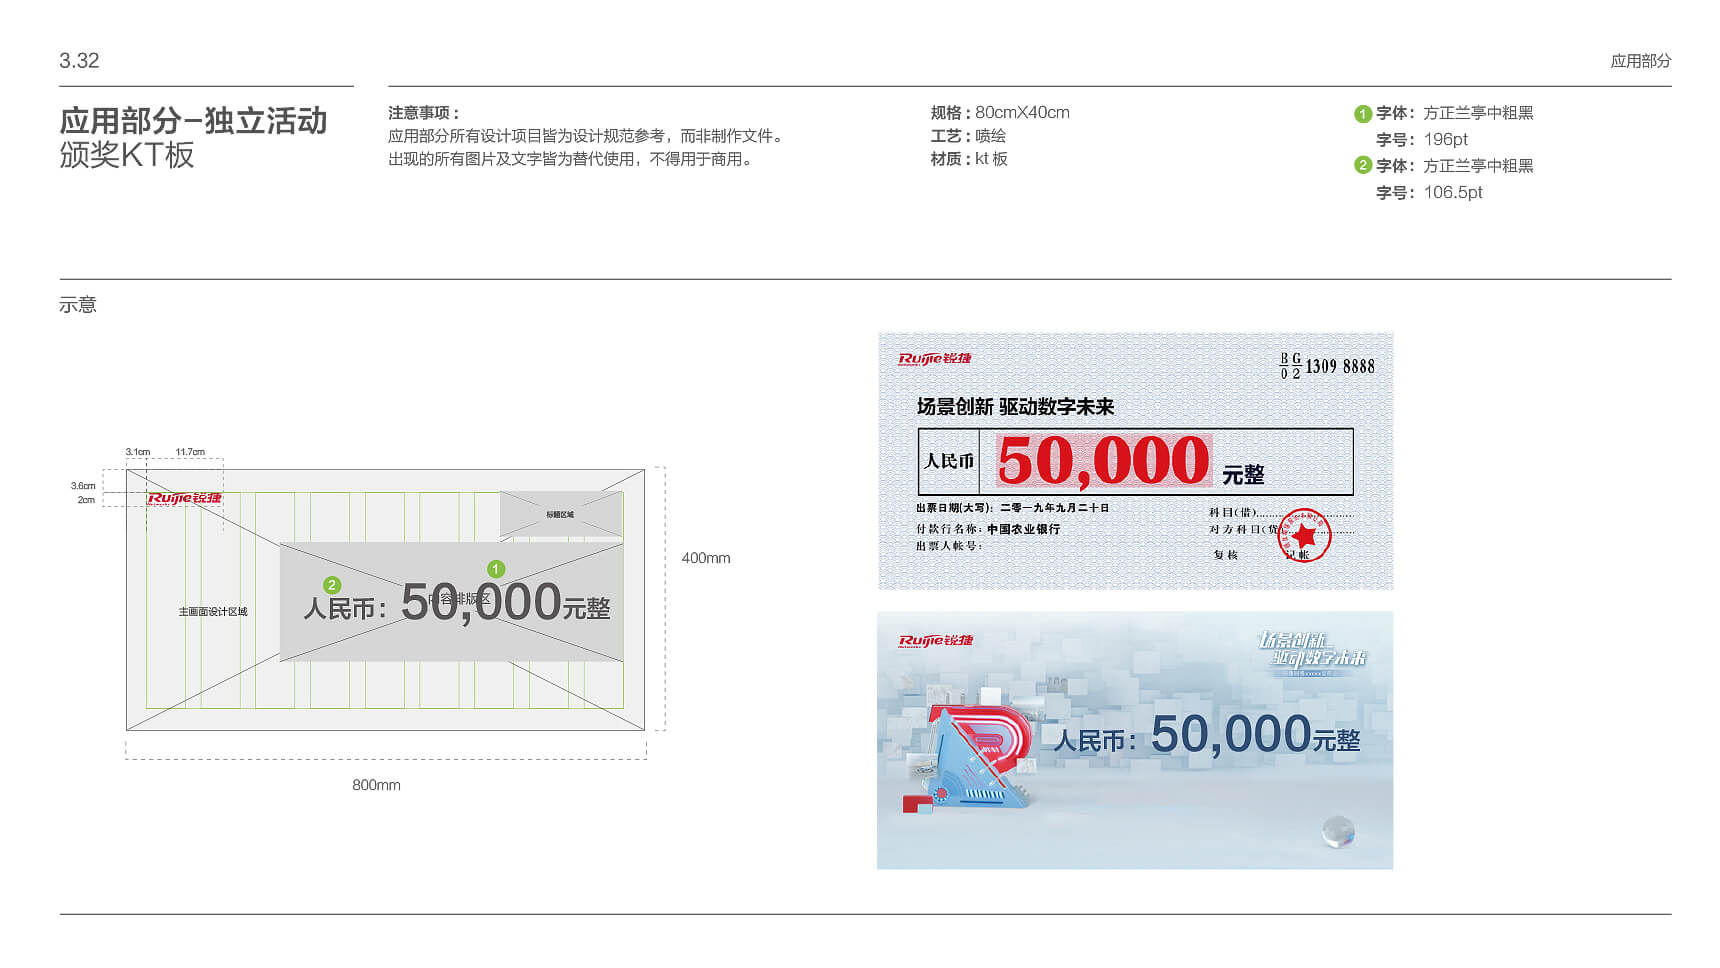 3.32
应用部分
应用部分-独立活动
颁奖KT板
注意事项：
应用部分所有设计项目皆为设计规范参考，而非制作文件。
出现的所有图片及文字皆为替代使用，不得用于商用。
规格：80cmX40cm
工艺：喷绘
材质：kt 板
1 字体：方正兰亭中粗黑
字号：196pt
2 字体：方正兰亭中粗黑
字号：106.5pt
示意
3.1cm 11.7cm
3.6cm
2cm
Ruijie锐捷
标题区域
1
2
人民币：50,000元整
内容排版区
主画面设计区域
400mm
800mm
Ruijie锐捷
B G
0 2 1309 8888
场景创新 驱动数字未来
人民币 50,000 元整
出票日期(大写)：二零一九年九月二十日
付款行名称：中国农业银行
出票人帐号：
科目(借)
对方科目(贷
复核 记帐
Ruijie锐捷
场景创新
驱动数字未来
人民币：50,000元整